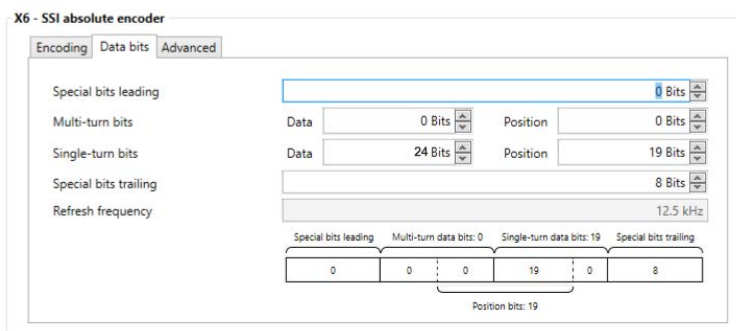 X6 - SSI absolute encoder
Encoding Data bits Advanced
Special bits leading 0 Bits
Multi-turn bits Data 0 Bits Position 0 Bits
Single-turn bits Data 24 Bits Position 19 Bits
Special bits trailing 8 Bits
Refresh frequency 12.5 kHz
Special bits leading Multi-turn data bits: 0 Single-turn data bits: 19 Special bits trailing
0 0 0 19 0 8
Position bits: 19